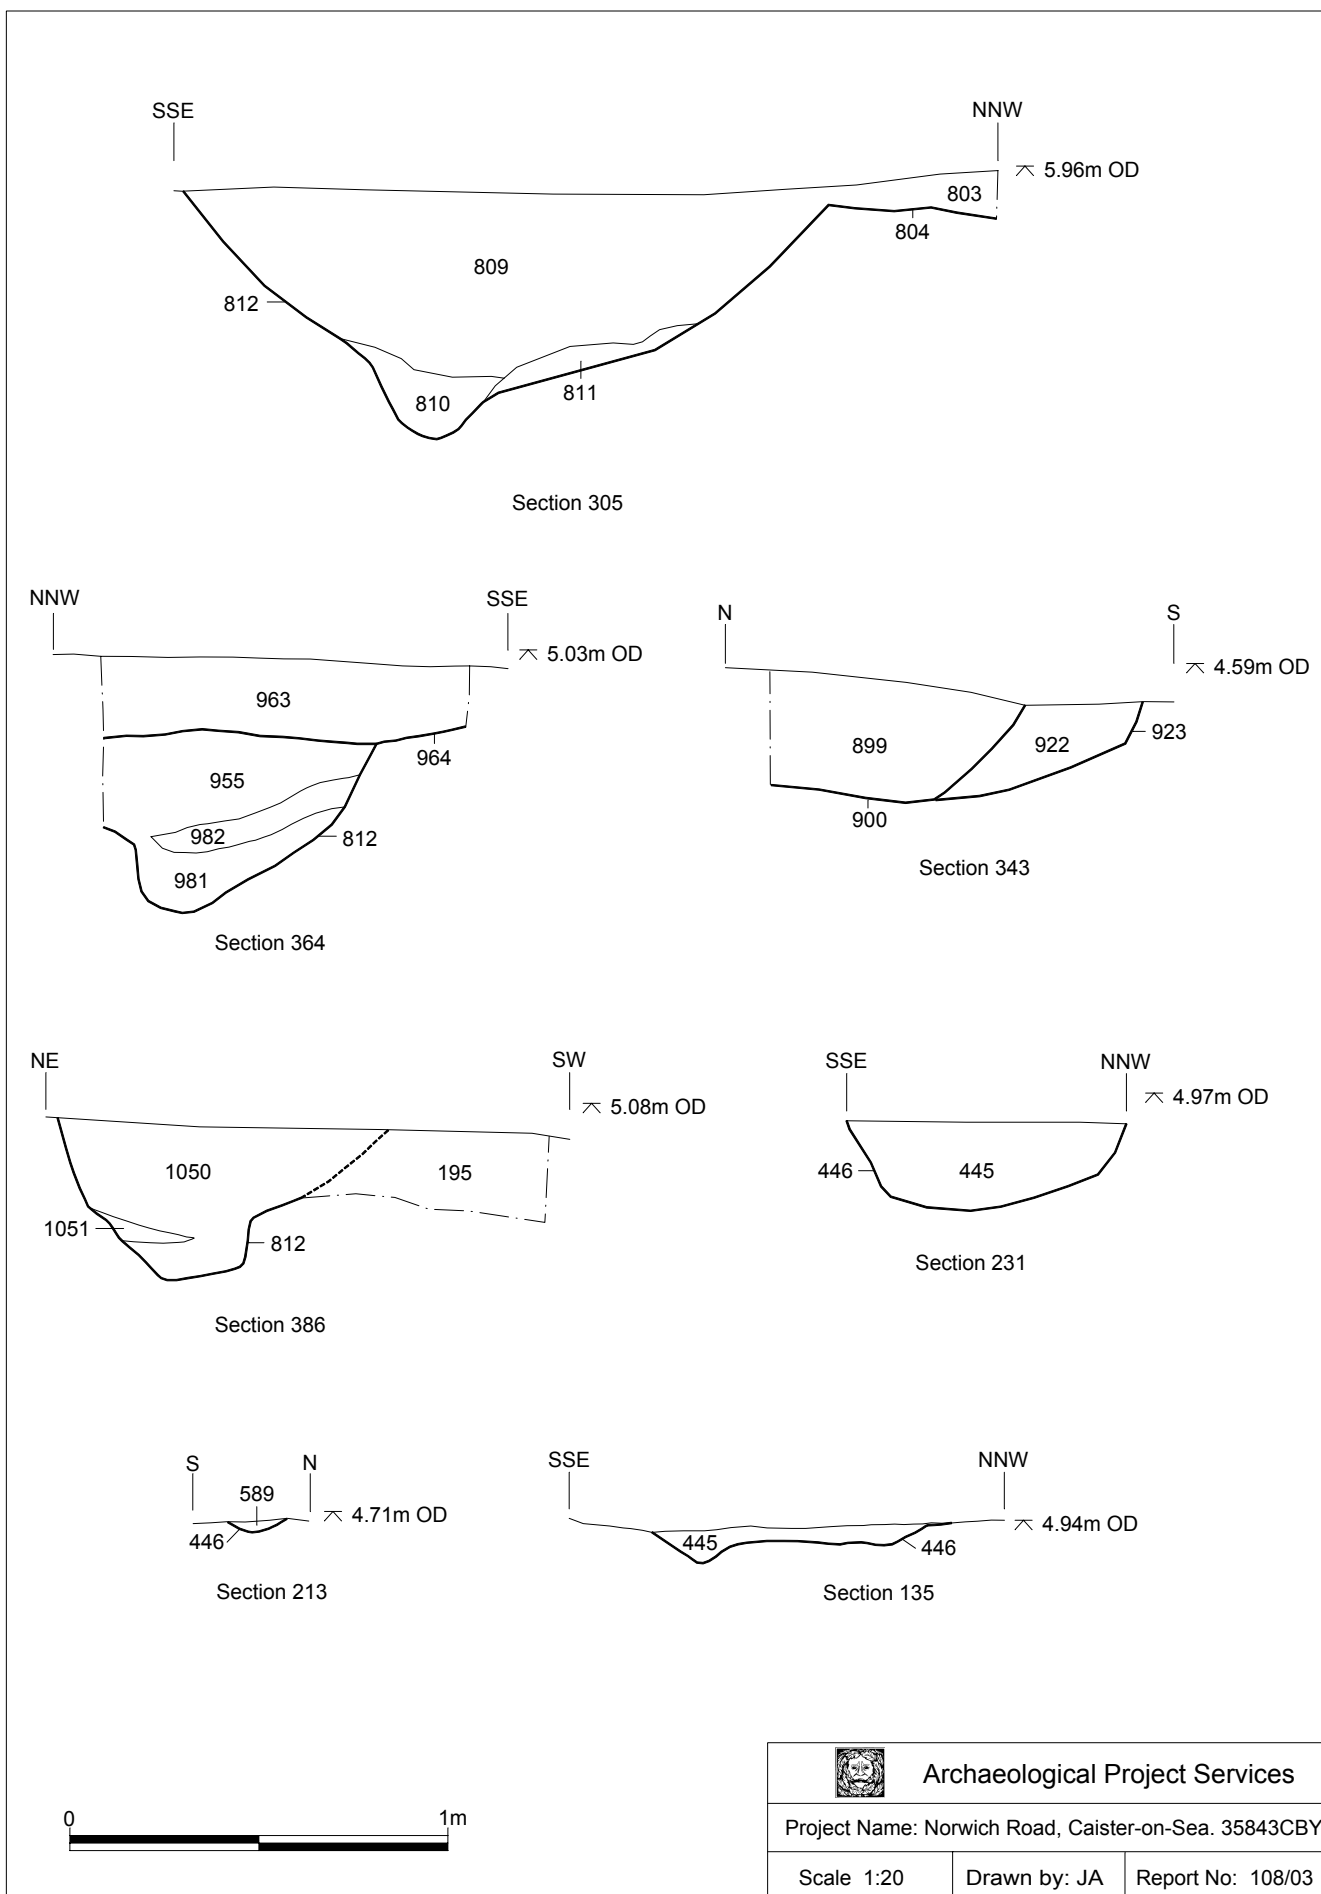 SSE NNW
5.96m OD
803
804
809
812
811
810
Section 305
NNW SSE
5.03m OD
963
964
955
982
812
981
Section 364
N S
4.59m OD
899
922
923
900
Section 343
NE SW
5.08m OD
1050
195
1051
812
Section 386
SSE NNW
4.97m OD
446
445
Section 231
S N
589
4.71m OD
446
Section 213
SSE NNW
4.94m OD
445
446
Section 135
0 1m
Archaeological Project Services
Project Name: Norwich Road, Caister-on-Sea. 35843CBY
Scale 1:20 Drawn by: JA Report No: 108/03